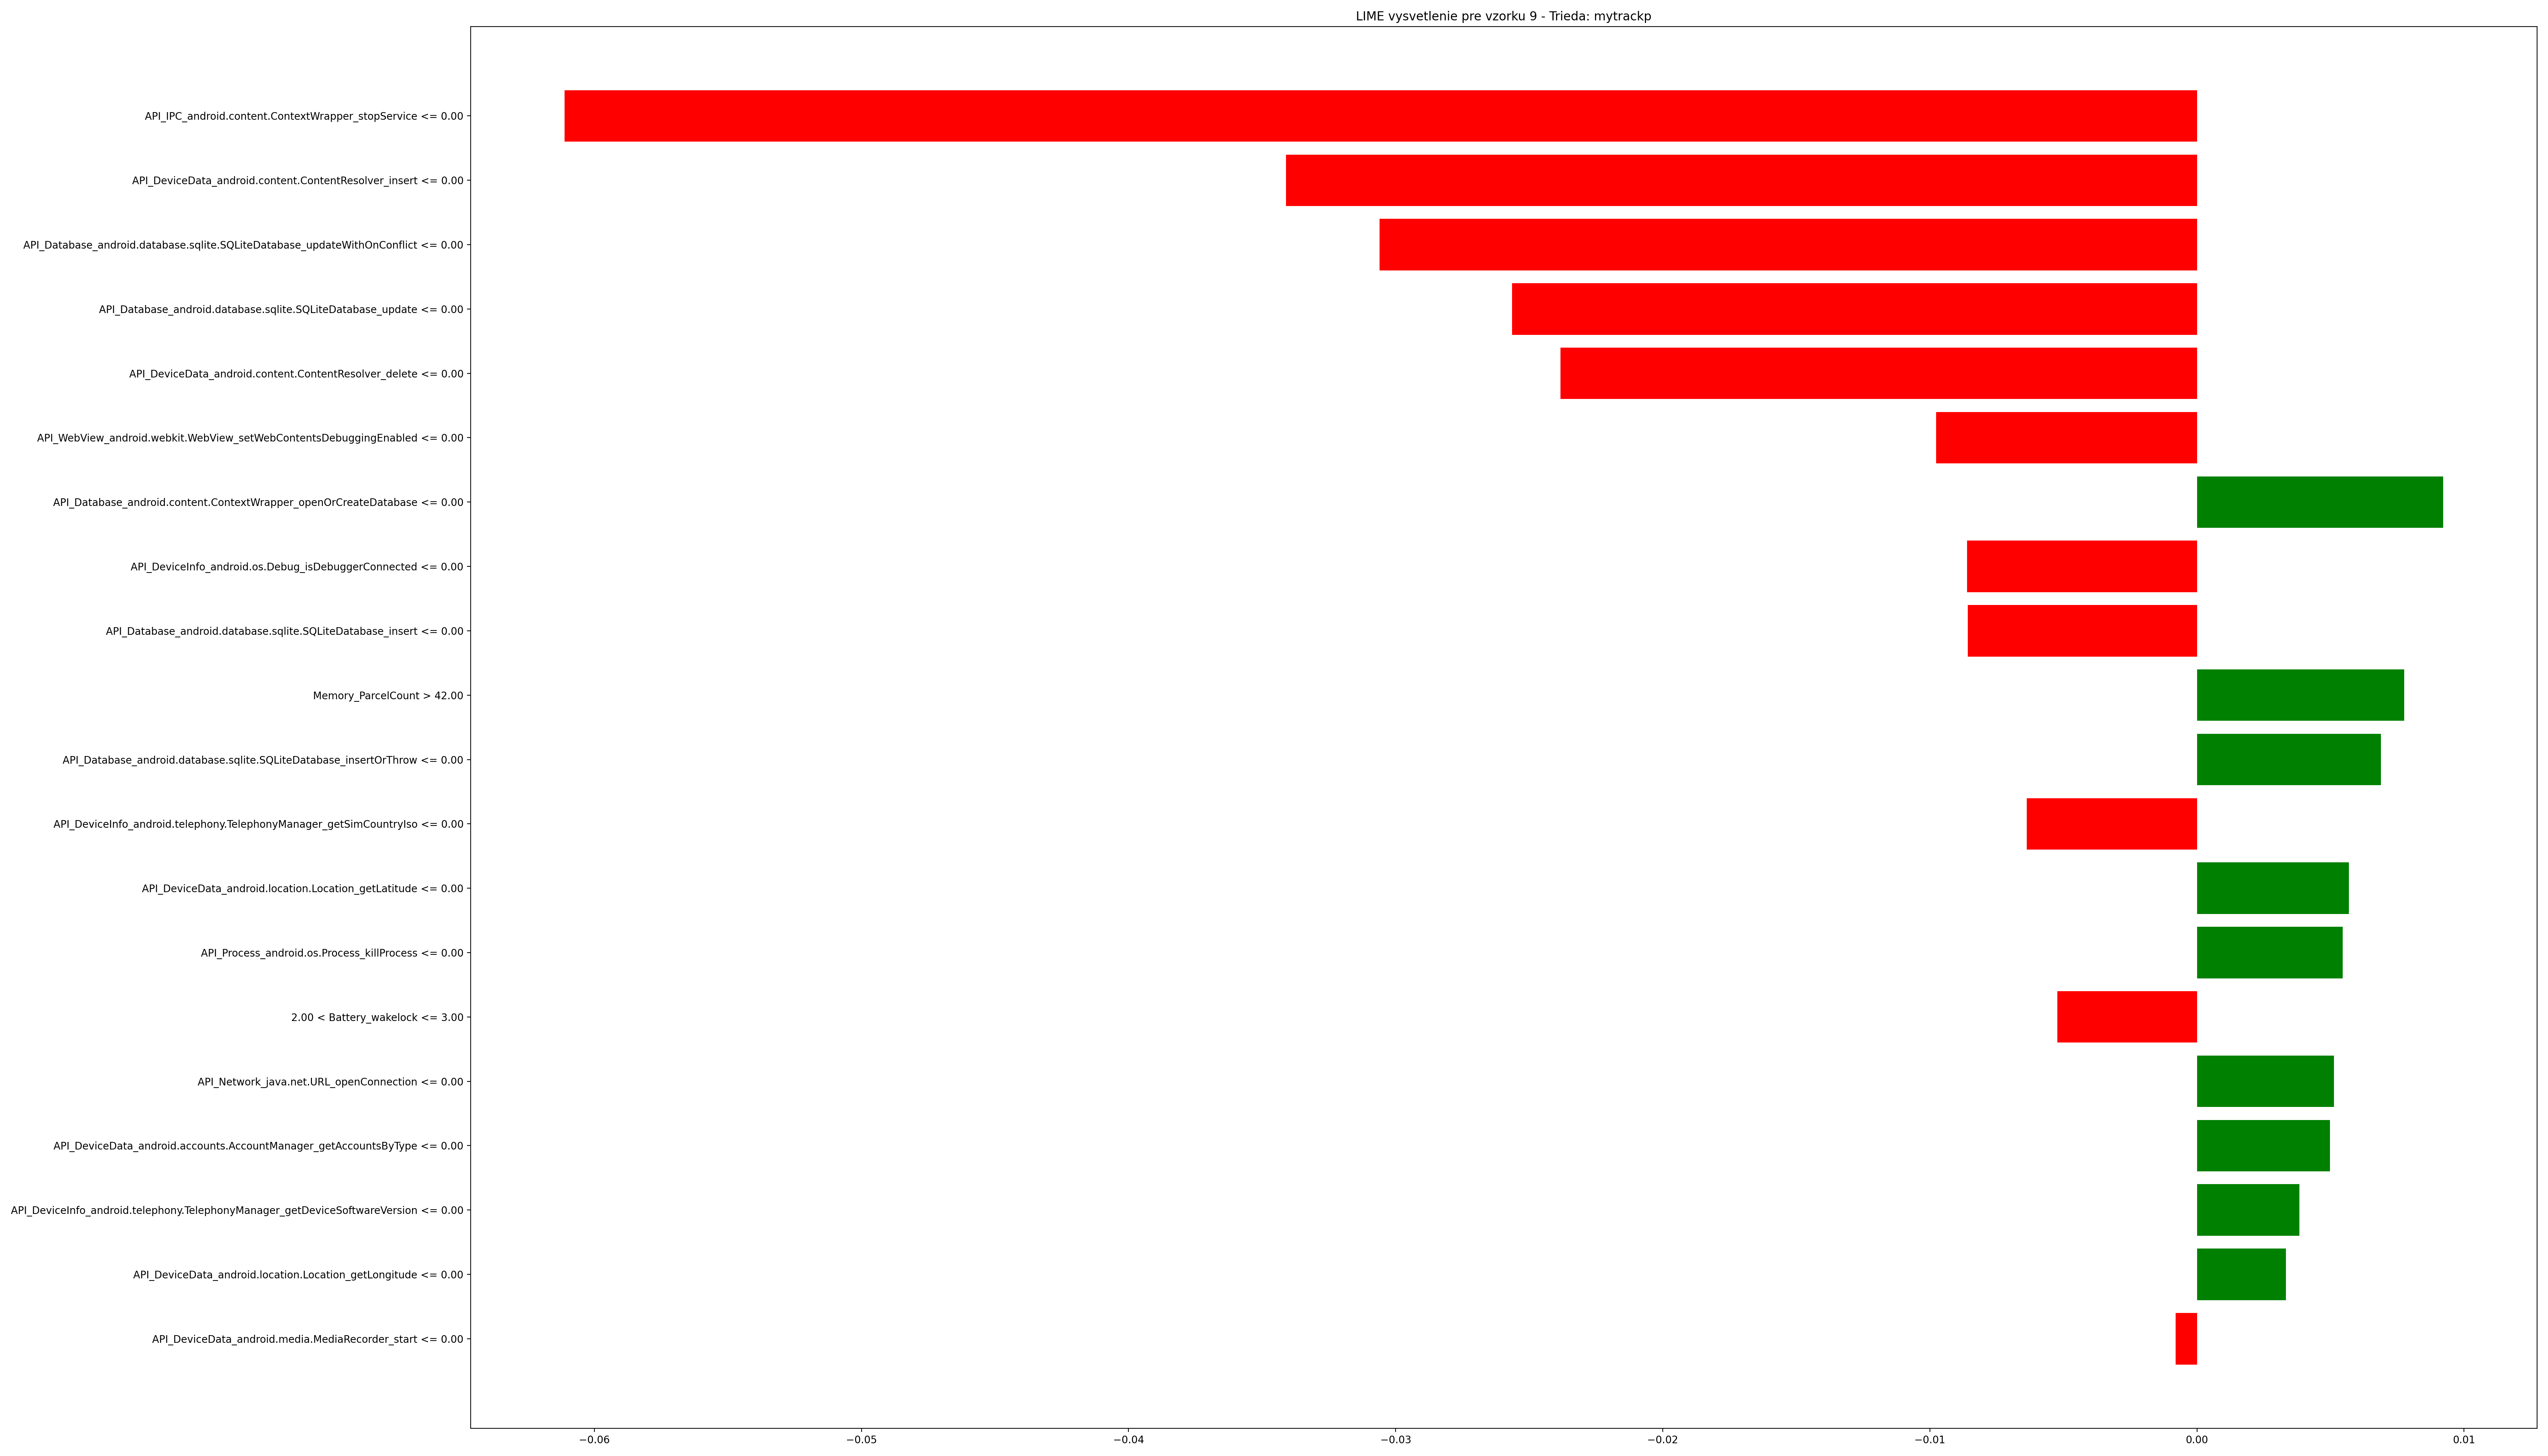 LIME vysvetlenie pre vzorku 9 - Trieda: mytrackp
API_IPC_android.content.ContextWrapper_stopService <= 0.00
API_DeviceData_android.content.ContentResolver_insert <= 0.00
API_Database_android.database.sqlite.SQLiteDatabase_updateWithOnConflict <= 0.00
API_Database_android.database.sqlite.SQLiteDatabase_update <= 0.00
API_DeviceData_android.content.ContentResolver_delete <= 0.00
API_WebView_android.webkit.WebView_setWebContentsDebuggingEnabled <= 0.00
API_Database_android.content.ContextWrapper_openOrCreateDatabase <= 0.00
API_DeviceInfo_android.os.Debug_isDebuggerConnected <= 0.00
API_Database_android.database.sqlite.SQLiteDatabase_insert <= 0.00
Memory_ParcelCount > 42.00
API_Database_android.database.sqlite.SQLiteDatabase_insertOrThrow <= 0.00
API_DeviceInfo_android.telephony.TelephonyManager_getSimCountryIso <= 0.00
API_DeviceData_android.location.Location_getLatitude <= 0.00
API_Process_android.os.Process_killProcess <= 0.00
2.00 < Battery_wakelock <= 3.00
API_Network_java.net.URL_openConnection <= 0.00
API_DeviceData_android.accounts.AccountManager_getAccountsByType <= 0.00
API_DeviceInfo_android.telephony.TelephonyManager_getDeviceSoftwareVersion <= 0.00
API_DeviceData_android.location.Location_getLongitude <= 0.00
API_DeviceData_android.media.MediaRecorder_start <= 0.00
−0.06 −0.05 −0.04 −0.03 −0.02 −0.01 0.00 0.01